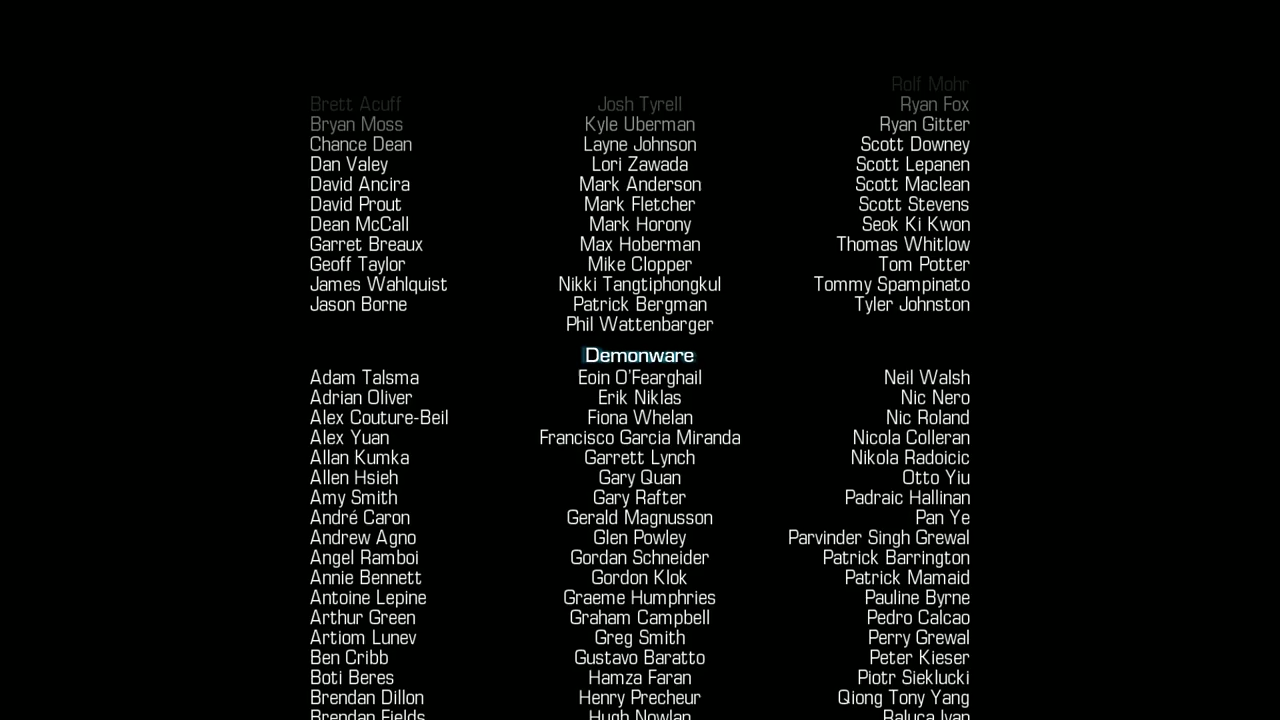 Rolf Mohr
Brett Acuff Josh Tyrell Ryan Fox
Bryan Moss Kyle Uberman Ryan Gitter
Chance Dean Layne Johnson Scott Downey
Dan Valey Lori Zawada Scott Lepanen
David Ancira Mark Anderson Scott Maclean
David Prout Mark Fletcher Scott Stevens
Dean McCall Mark Horony Seok Ki Kwon
Garret Breaux Max Hoberman Thomas Whitlow
Geoff Taylor Mike Clopper Tom Potter
James Wahlquist Nikki Tangtiphongkul Tommy Spampinato
Jason Borne Patrick Bergman Tyler Johnston
Phil Wattenbarger
Demonware
Adam Talsma Eoin O'Fearghail Neil Walsh
Adrian Oliver Erik Niklas Nic Nero
Alex Couture-Beil Fiona Whelan Nic Roland
Alex Yuan Francisco Garcia Miranda Nicola Colleran
Allan Kumka Garrett Lynch Nikola Radoicic
Allen Hsieh Gary Quan Otto Yiu
Amy Smith Gary Rafter Padraic Hallinan
André Caron Gerald Magnusson Pan Ye
Andrew Agno Glen Powley Parvinder Singh Grewal
Angel Ramboi Gordan Schneider Patrick Barrington
Annie Bennett Gordon Klok Patrick Mamaid
Antoine Lepine Graeme Humphries Pauline Byrne
Arthur Green Graham Campbell Pedro Calcao
Artiom Lunev Greg Smith Perry Grewal
Ben Cribb Gustavo Baratto Peter Kieser
Boti Beres Hamza Faran Piotr Sieklucki
Brendan Dillon Henry Precheur Qiong Tony Yang
Brendan Fields Hugh Nowlan Raluca Ivan